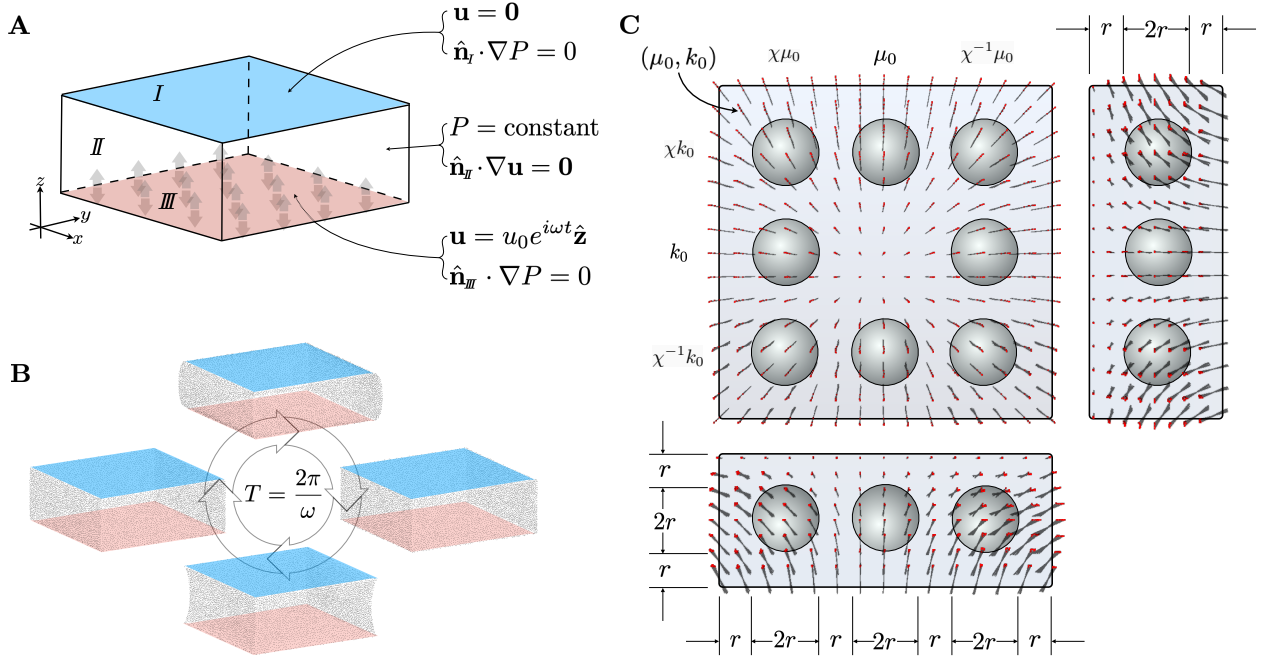 A
I
II
III
z
y
x
u = 0
n̂_I · ∇P = 0
P = constant
n̂_II · ∇u = 0
u = u₀e^{iωt}ẑ
n̂_III · ∇P = 0
B
T = 2π/ω
C
(μ₀, k₀)
χμ₀ μ₀ χ⁻¹μ₀
χk₀
k₀
χ⁻¹k₀
r 2r r
r
2r
r
r 2r r 2r r 2r r